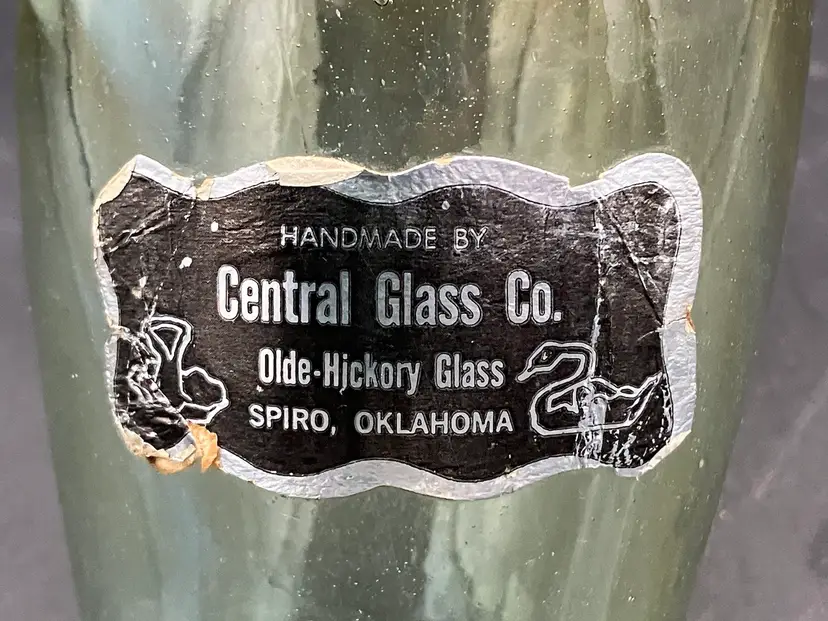 HANDMADE BY
Central Glass Co.
Olde-Hickory Glass
SPIRO, OKLAHOMA